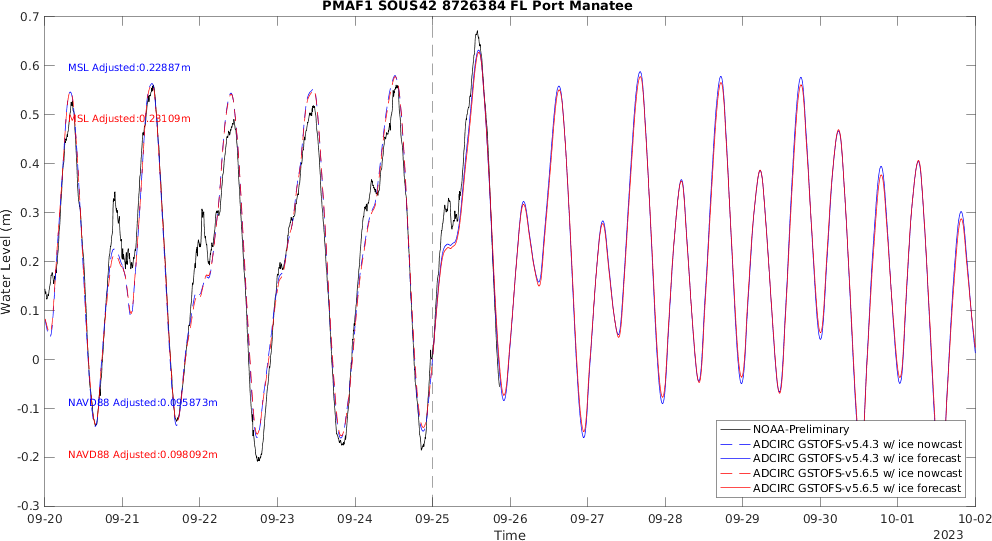 PMAF1 SOUS42 8726384 FL Port Manatee
0.7
0.6
0.5
0.4
0.3
0.2
0.1
0
-0.1
-0.2
-0.3
Water Level (m)
MSL Adjusted:0.22887m
MSL Adjusted:0.23109m
NAVD88 Adjusted:0.095873m
NAVD88 Adjusted:0.098092m
NOAA-Preliminary
ADCIRC GSTOFS-v5.4.3 w/ ice nowcast
ADCIRC GSTOFS-v5.4.3 w/ ice forecast
ADCIRC GSTOFS-v5.6.5 w/ ice nowcast
ADCIRC GSTOFS-v5.6.5 w/ ice forecast
09-20 09-21 09-22 09-23 09-24 09-25 09-26 09-27 09-28 09-29 09-30 10-01 10-02
Time
2023